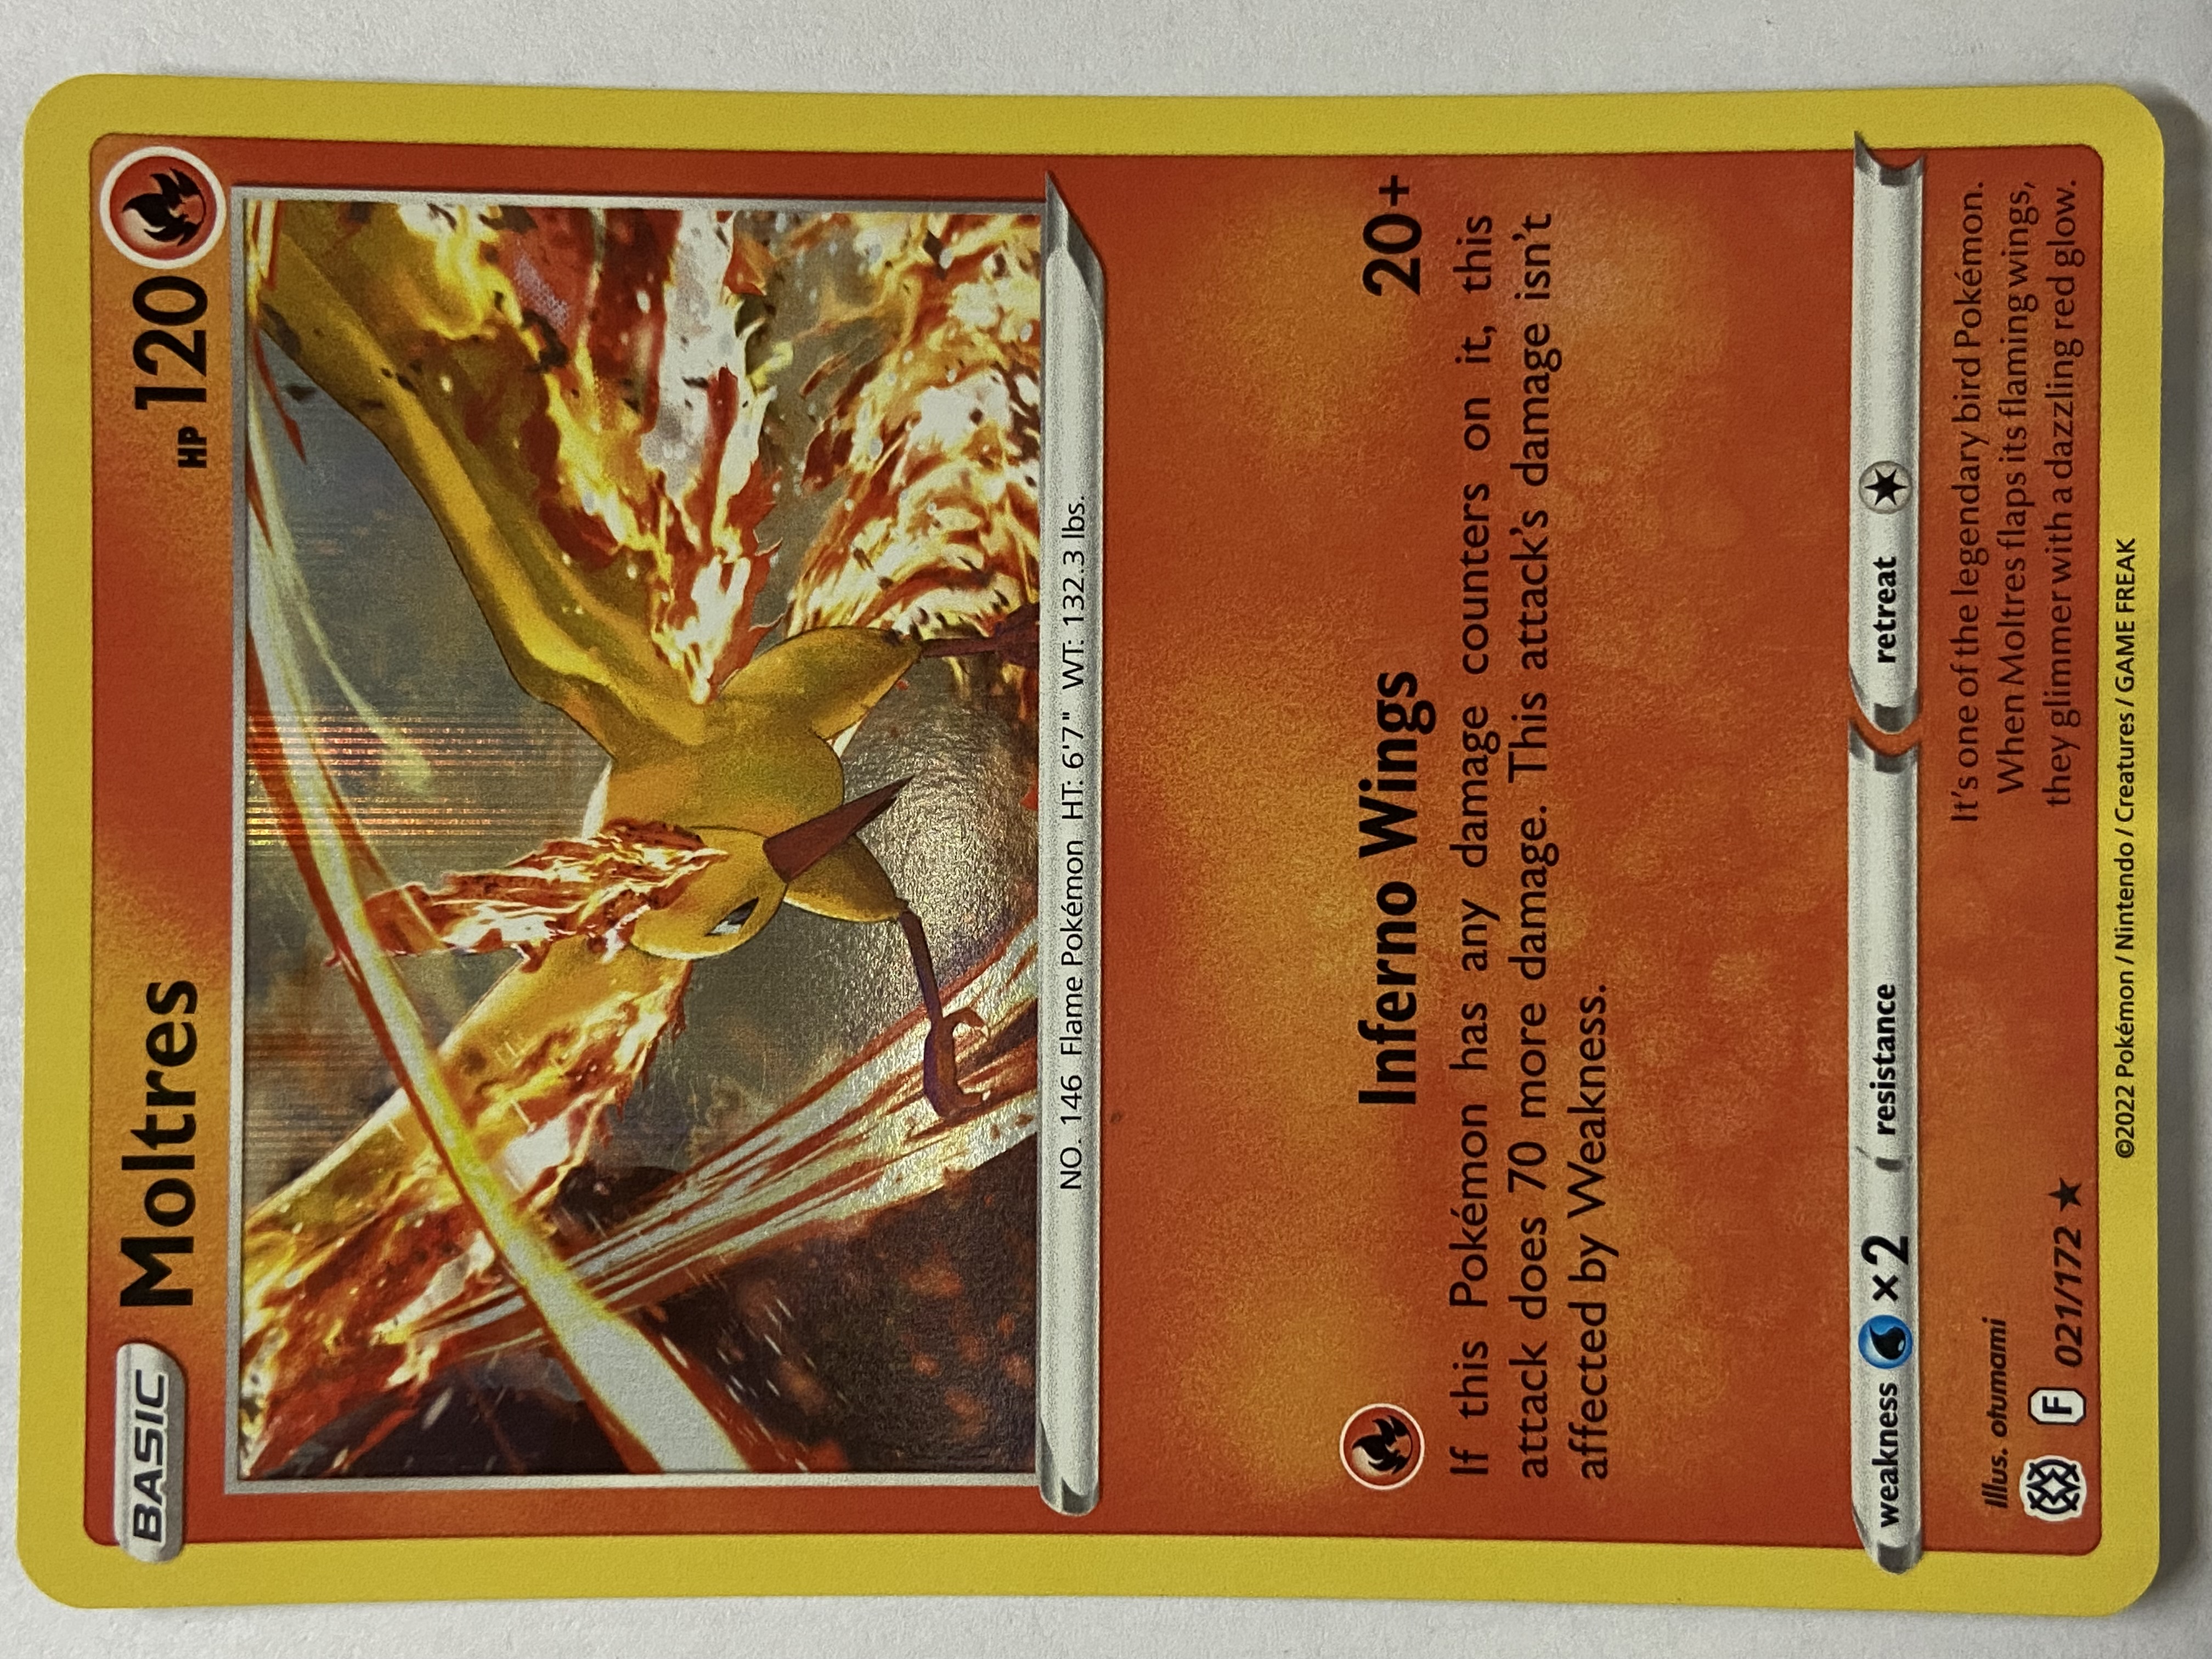 BASIC Moltres HP 120
NO. 146 Flame Pokémon HT: 6'7" WT: 132.3 lbs.
Inferno Wings 20+
If this Pokémon has any damage counters on it, this
attack does 70 more damage. This attack's damage isn't
affected by Weakness.
weakness ×2 resistance retreat
It's one of the legendary bird Pokémon.
When Moltres flaps its flaming wings,
they glimmer with a dazzling red glow.
Illus. otumami
F 021/172 ★
©2022 Pokémon / Nintendo / Creatures / GAME FREAK